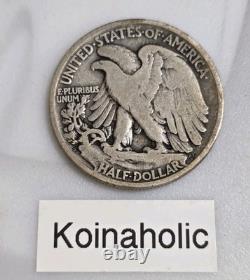 UNITED·STATES·OF·AMERICA
E·PLURIBUS
UNUM
HALF·DOLLAR
Koinaholic